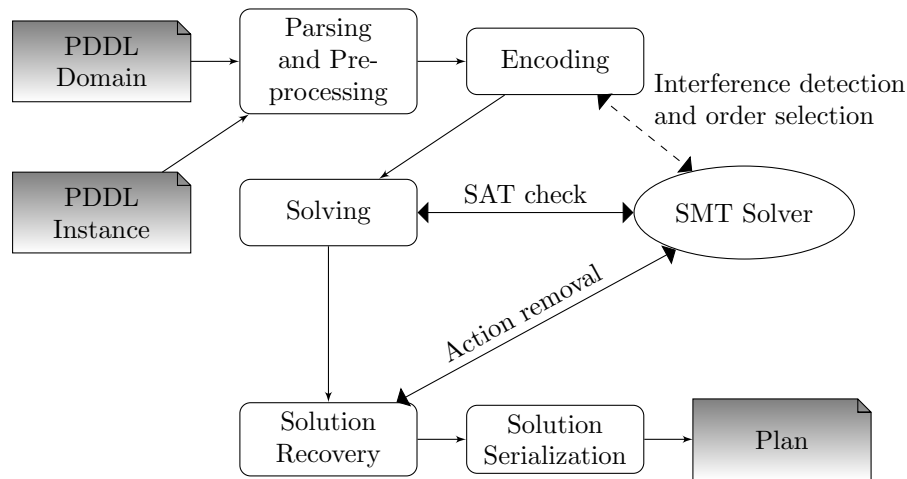 PDDL
Domain
Parsing
and Pre-
processing
Encoding
Interference detection
and order selection
PDDL
Instance
Solving
SAT check
SMT Solver
Action removal
Solution
Recovery
Solution
Serialization
Plan